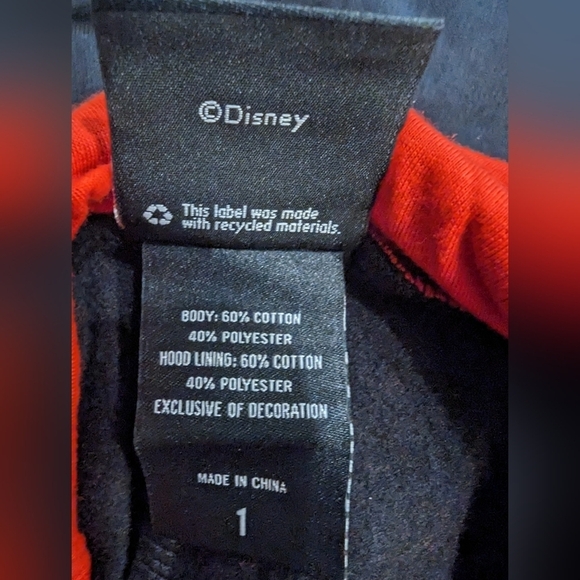 ©Disney
This label was made
with recycled materials.
BODY: 60% COTTON
40% POLYESTER
HOOD LINING: 60% COTTON
40% POLYESTER
EXCLUSIVE OF DECORATION
MADE IN CHINA
1